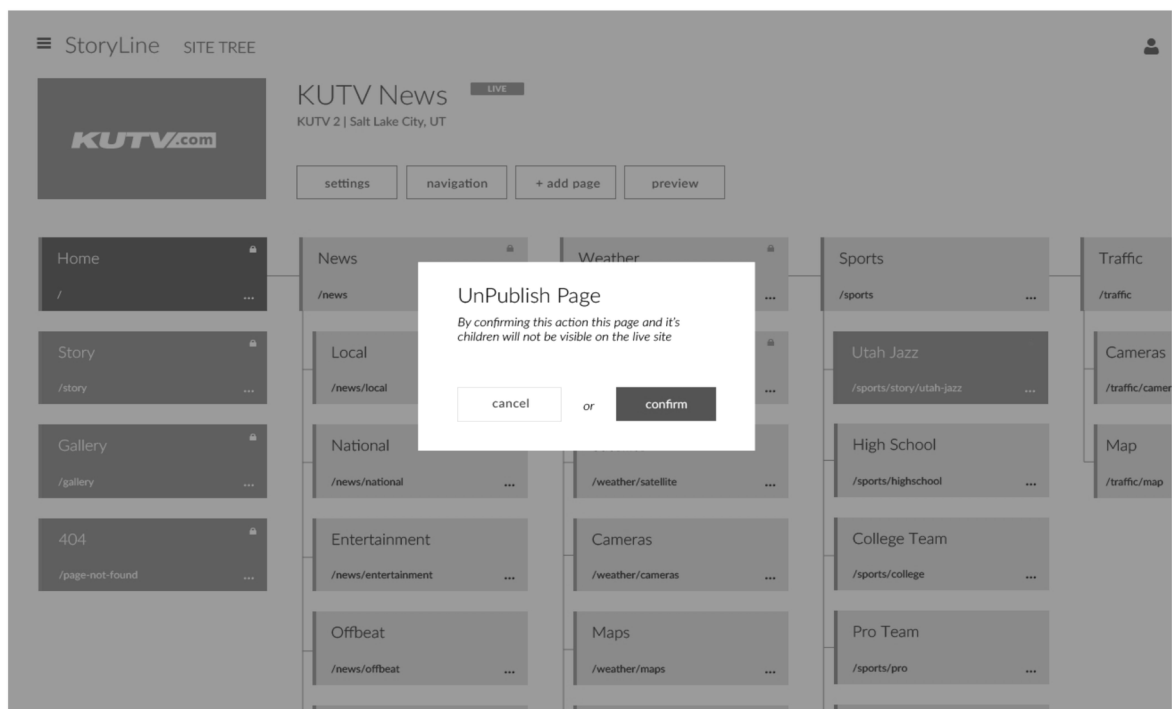 StoryLine SITE TREE
KUTV.com
KUTV News LIVE
KUTV 2 | Salt Lake City, UT
settings
navigation
+ add page
preview
Home
/
...
News
/news
Weather
...
Sports
/sports
...
Traffic
/traffic
UnPublish Page
By confirming this action this page and it's
children will not be visible on the live site
cancel
or
confirm
Story
/story
...
Local
/news/local
...
Utah Jazz
/sports/story/utah-jazz
...
Cameras
/traffic/camer
Gallery
/gallery
...
National
/news/national
...
/weather/satellite
...
High School
/sports/highschool
...
Map
/traffic/map
404
/page-not-found
...
Entertainment
/news/entertainment
...
Cameras
/weather/cameras
...
College Team
/sports/college
...
Offbeat
/news/offbeat
...
Maps
/weather/maps
...
Pro Team
/sports/pro
...